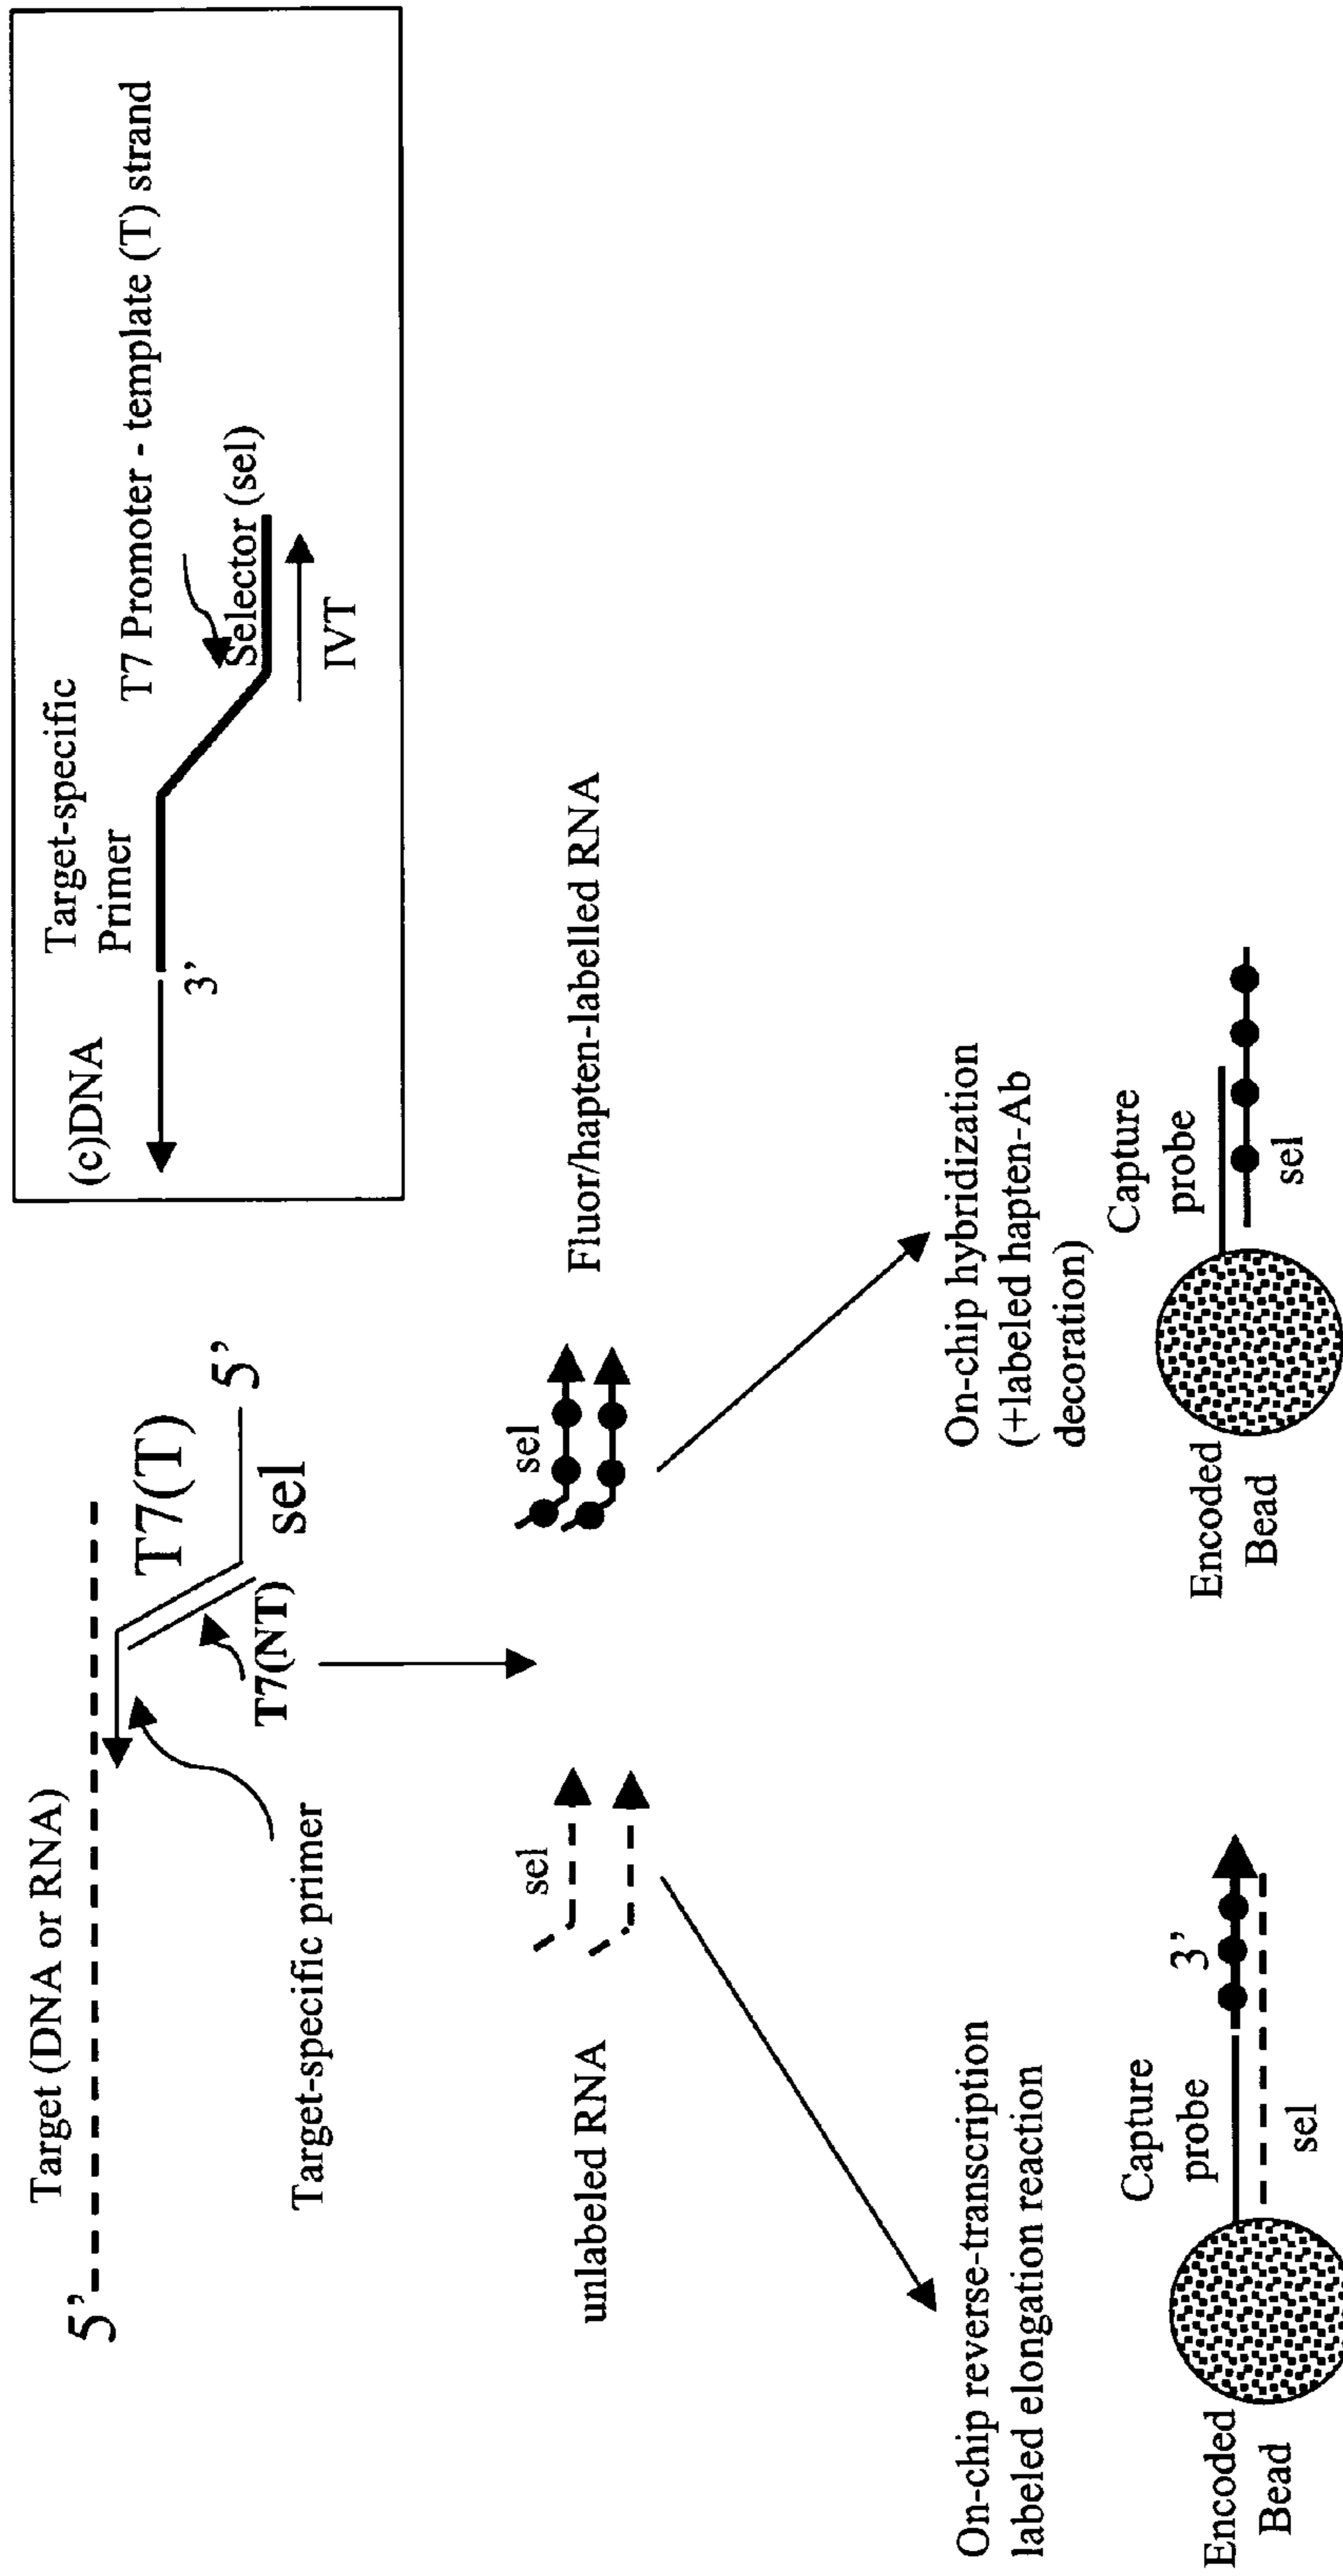 Target (DNA or RNA)
5'
T7(T)
5'
sel
T7(NT)
Target-specific primer
(c)DNA
Target-specific
Primer
3'
T7 Promoter - template (T) strand
Selector (sel)
IVT
unlabeled RNA
sel
sel
Fluor/hapten-labelled RNA
On-chip reverse-transcription
labeled elongation reaction
On-chip hybridization
(+labeled hapten-Ab
decoration)
Capture
probe
3'
Encoded
Bead
sel
Capture
probe
Encoded
Bead
sel